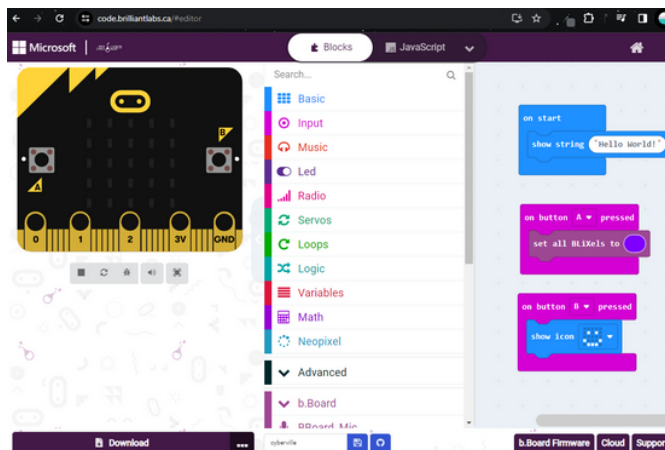 code.brilliantlabs.ca/#editor
Microsoft
Blocks
JavaScript
Search...
Basic
Input
Music
Led
Radio
Servos
Loops
Logic
Variables
Math
Neopixel
Advanced
b.Board
BBoard_Mic
A
B
0 1 2 3V GND
on start
show string "Hello World!"
on button A pressed
set all BLiXels to
on button B pressed
show icon
Download
cyberville
b.Board Firmware
Cloud
Suppor